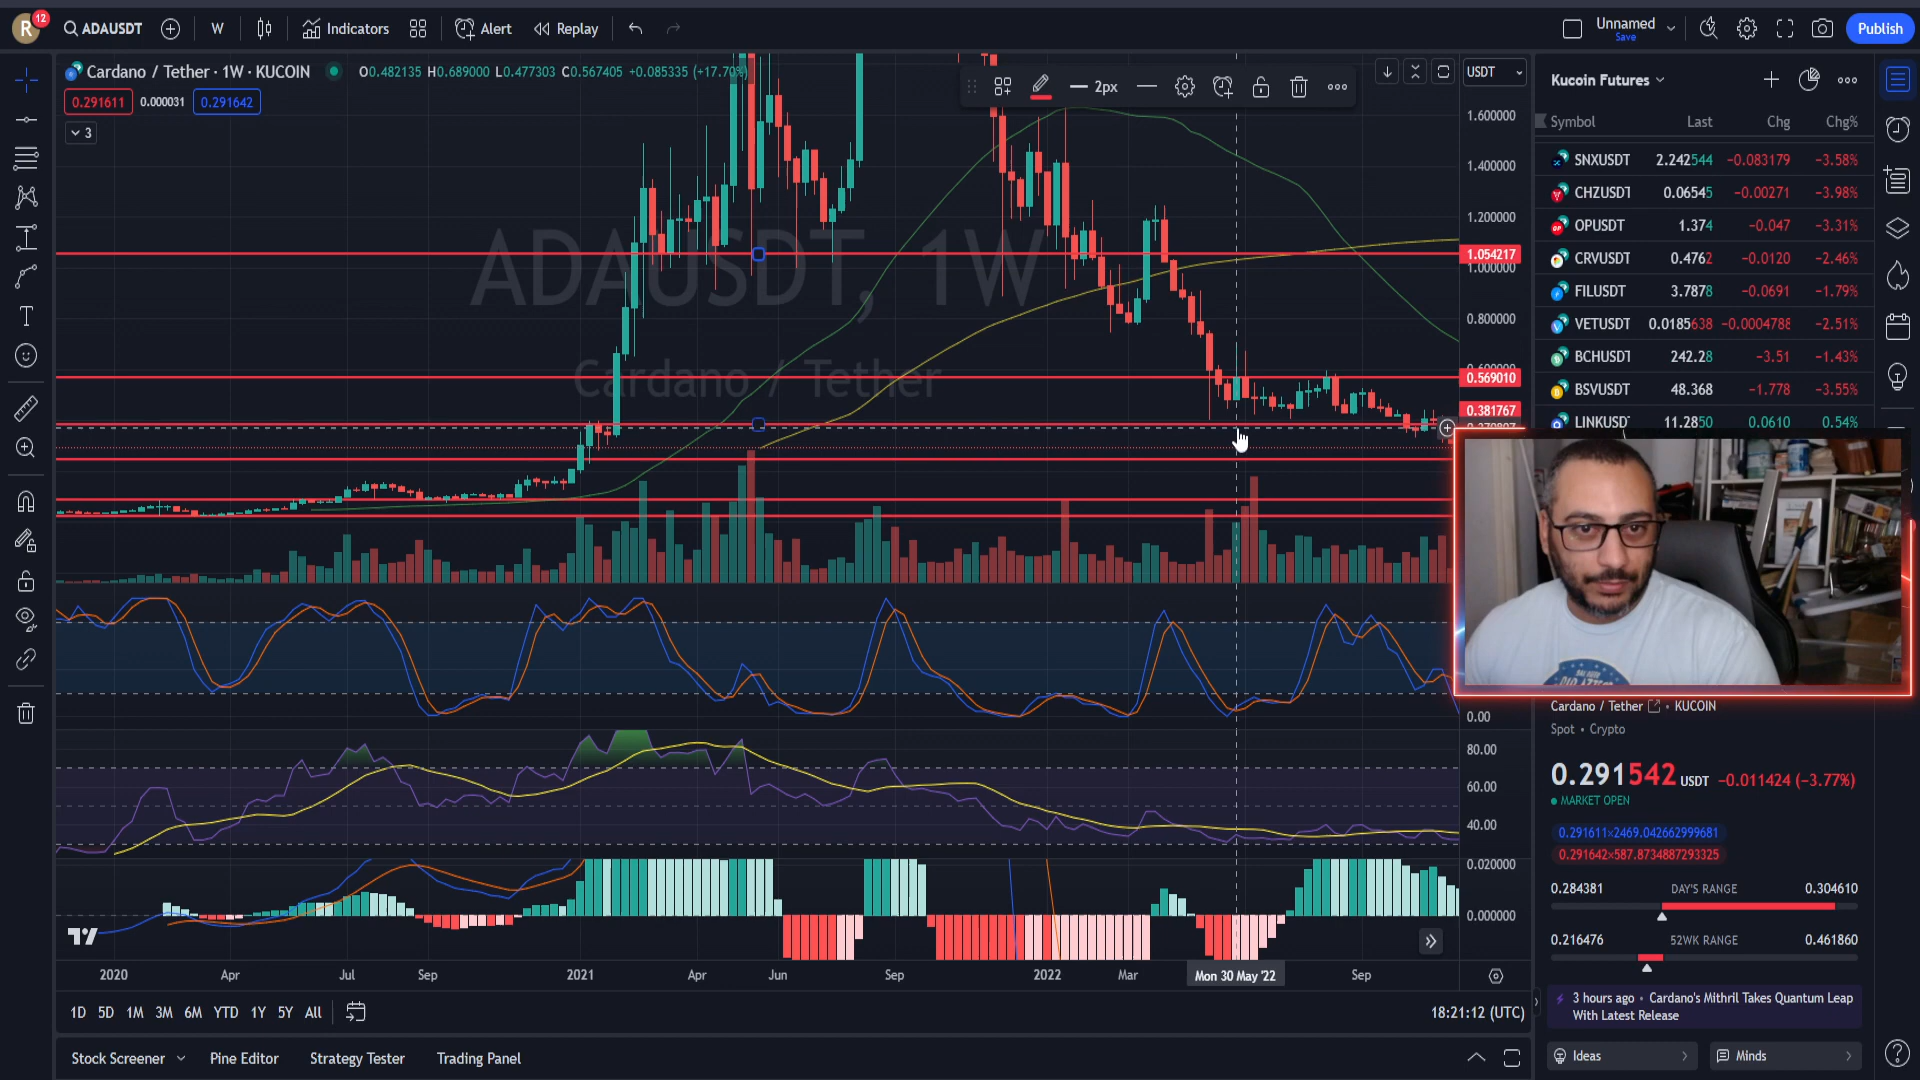 R 12 ADAUSDT W Indicators Alert Replay Unnamed Save Publish
Cardano / Tether · 1W · KUCOIN O0.482135 H0.689000 L0.477303 C0.567405 +0.085335 (+17.70%)
0.291611 0.000031 0.291642
3
2px
USDT
ADAUSDT, 1W
Cardano / Tether
1.600000
1.400000
1.200000
1.054217
1.000000
0.800000
0.569010
0.381767
0.00
80.00
60.00
40.00
0.020000
0.000000
2020 Apr Jul Sep 2021 Apr Jun Sep 2022 Mar Mon 30 May '22 Sep
1D 5D 1M 3M 6M YTD 1Y 5Y All 18:21:12 (UTC)
Stock Screener Pine Editor Strategy Tester Trading Panel
Kucoin Futures
Symbol Last Chg Chg%
SNXUSDT 2.242544 −0.083179 −3.58%
CHZUSDT 0.06545 −0.00271 −3.98%
OPUSDT 1.374 −0.047 −3.31%
CRVUSDT 0.4762 −0.0120 −2.46%
FILUSDT 3.7878 −0.0691 −1.79%
VETUSDT 0.0185638 −0.0004788 −2.51%
BCHUSDT 242.28 −3.51 −1.43%
BSVUSDT 48.368 −1.778 −3.55%
LINKUSD 11.2850 0.0610 0.54%
Cardano / Tether • KUCOIN
Spot • Crypto
0.291542 USDT −0.011424 (−3.77%)
MARKET OPEN
0.291611×2469.042662999681
0.291642×587.8734887293325
0.284381 DAY'S RANGE 0.304610
0.216476 52WK RANGE 0.461860
3 hours ago • Cardano's Mithril Takes Quantum Leap
With Latest Release
Ideas Minds